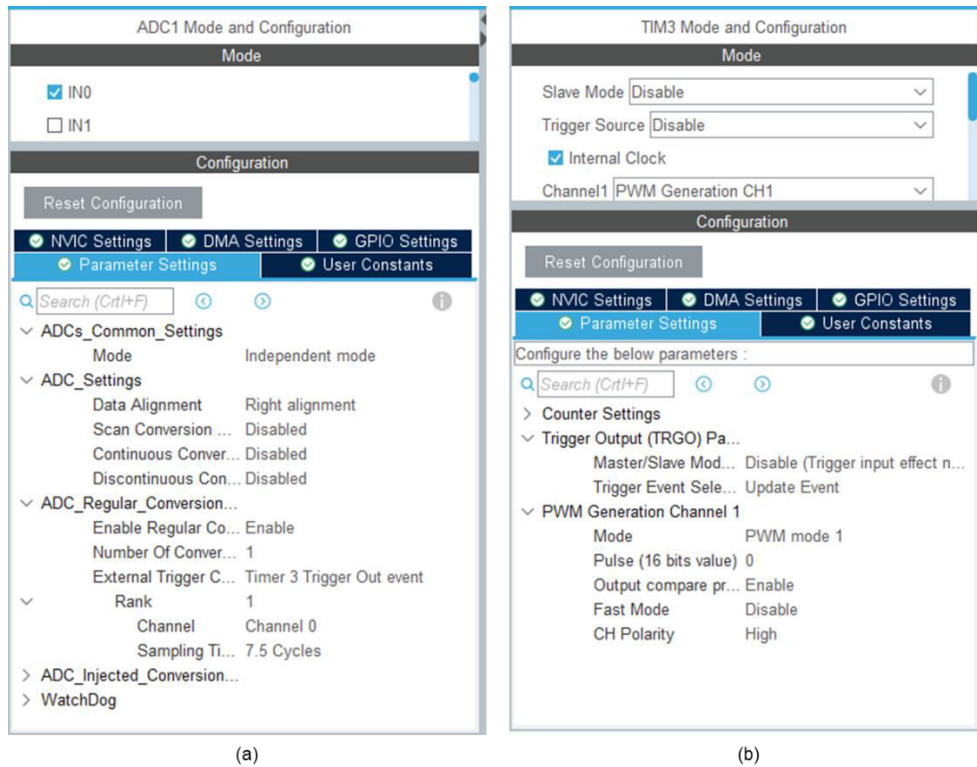 ADC1 Mode and Configuration
Mode
IN0
IN1
Configuration
Reset Configuration
NVIC Settings
DMA Settings
GPIO Settings
Parameter Settings
User Constants
Search (Crtl+F)
ADCs_Common_Settings
Mode Independent mode
ADC_Settings
Data Alignment Right alignment
Scan Conversion ... Disabled
Continuous Conver... Disabled
Discontinuous Con... Disabled
ADC_Regular_Conversion...
Enable Regular Co... Enable
Number Of Conver... 1
External Trigger C... Timer 3 Trigger Out event
Rank 1
Channel Channel 0
Sampling Ti... 7.5 Cycles
ADC_Injected_Conversion...
WatchDog
(a)
TIM3 Mode and Configuration
Mode
Slave Mode Disable
Trigger Source Disable
Internal Clock
Channel1 PWM Generation CH1
Configuration
Reset Configuration
NVIC Settings
DMA Settings
GPIO Settings
Parameter Settings
User Constants
Configure the below parameters :
Search (Crtl+F)
Counter Settings
Trigger Output (TRGO) Pa...
Master/Slave Mod... Disable (Trigger input effect n...
Trigger Event Sele... Update Event
PWM Generation Channel 1
Mode PWM mode 1
Pulse (16 bits value) 0
Output compare pr... Enable
Fast Mode Disable
CH Polarity High
(b)